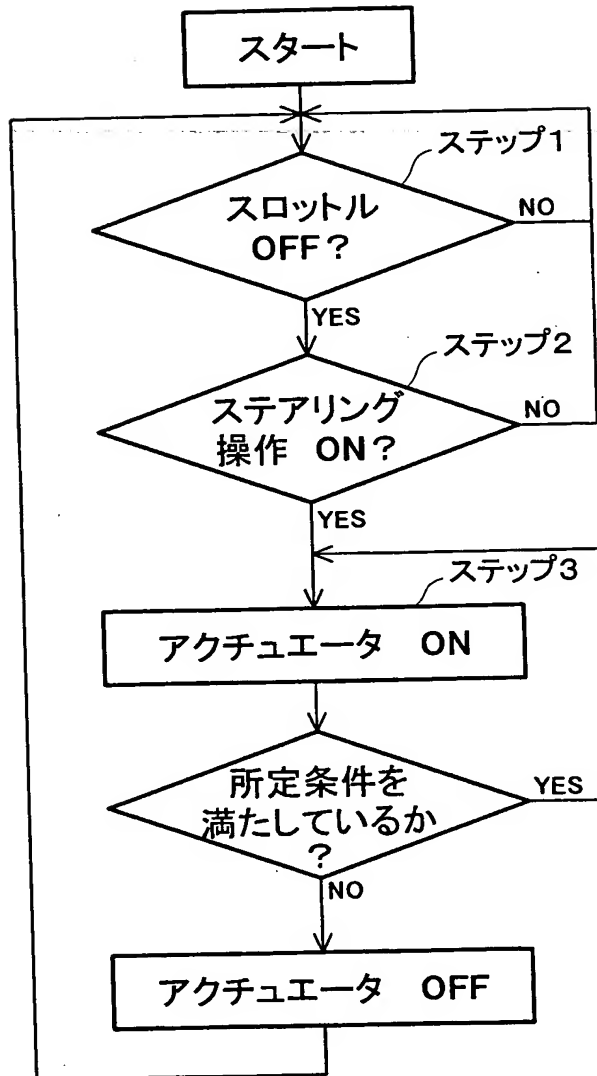 スタート
ステップ1
スロットル
OFF?
NO
YES
ステップ2
ステアリング
操作 ON?
NO
YES
ステップ3
アクチュエータ ON
所定条件を
満たしているか
?
YES
NO
アクチュエータ OFF